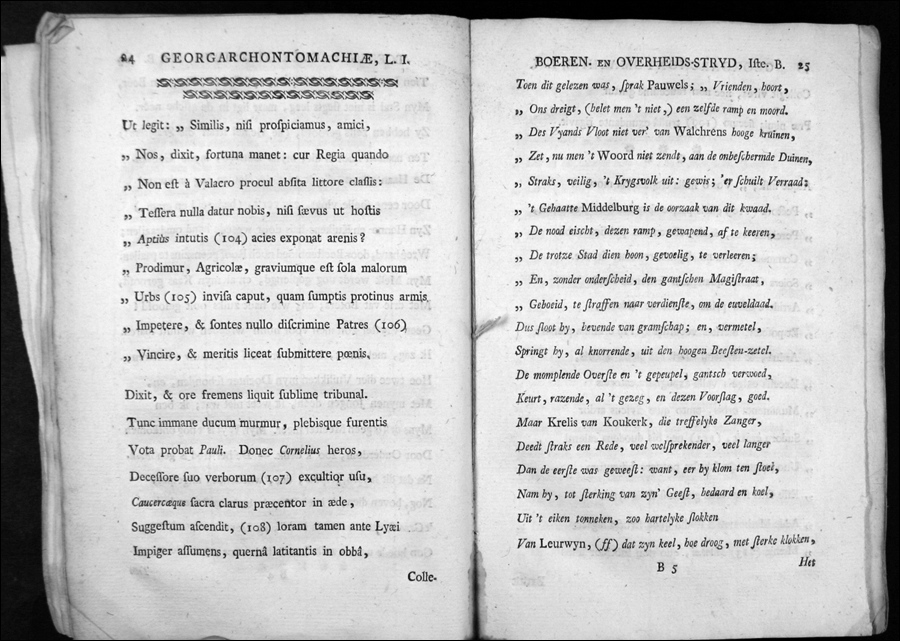 24 GEORGARCHONTOMACHIÆ, L. I.
Ut legit: „ Similis, niſi proſpiciamus, amici,
„ Nos, dixit, fortuna manet: cur Regia quando
„ Non eſt à Valacro procul abſita littore claſſis:
„ Teſſera nulla datur nobis, niſi ſævus ut hoſtis
„ Aptiùs intutis (104) acies exponat arenis?
„ Prodimur, Agricolæ, graviumque eſt ſola malorum
„ Urbs (105) inviſa caput, quam ſumptis protinus armis
„ Impetere, & ſontes nullo diſcrimine Patres (106)
„ Vincire, & meritis liceat ſubmittere pœnis.
Dixit, & ore fremens liquit ſublime tribunal.
Tunc immane ducum murmur, plebisque furentis
Vota probat Pauli. Donec Cornelius heros,
Deceſſore ſuo verborum (107) excultior uſu,
Caucercæque ſacra clarus præcentor in æde,
Suggeſtum aſcendit, (108) loram tamen ante Lyæi
Impiger aſſumens, quernâ latitantis in obbâ,
Colle-
BOEREN- EN OVERHEIDS-STRYD, Iſte. B. 25
Toen dit gelezen was, ſprak Pauwels; „ Vrienden, hoort,
„ Ons dreigt, (belet men 't niet,) een zelfde ramp en moord.
„ Des Vyands Vloot niet ver' van Walchrens hooge kruinen,
„ Zet, nu men 't Woord niet zendt, aan de onbeſchermde Duinen,
„ Straks, veilig, 't Krygsvolk uit: gewis; 'er ſchuilt Verraad:
„ 't Gehaatte Middelburg is de oorzaak van dit kwaad.
„ De nood eiſcht, dezen ramp, gewapend, af te keeren,
„ De trotze Stad dien hoon, gevoelig, te verleeren;
„ En, zonder onderſcheid, den gantſchen Magiſtraat,
„ Geboeid, te ſtraffen naar verdienſte, om de euveldaad.
Dus ſloot hy, bevende van gramſchap; en, vermetel,
Springt hy, al knorrende, uit den hoogen Beeſten-zetel.
De momplende Overſte en 't gepeupel, gantsch verwoed,
Keurt, razende, al 't gezeg, en dezen Voorſlag, goed.
Maar Krelis van Koukerk, die treffelyke Zanger,
Deedt ſtraks een Rede, veel welſprekender, veel langer
Dan de eerſte was geweeſt: want, eer hy klom ten ſtoel,
Nam hy, tot ſterking van zyn' Geeſt, bedaard en koel,
Uit 't eiken tonneken, zoo hartelyke ſlokken
Van Leurwyn, (ſſ) dat zyn keel, hoe droog, met ſterke klokken,
B 5
Het